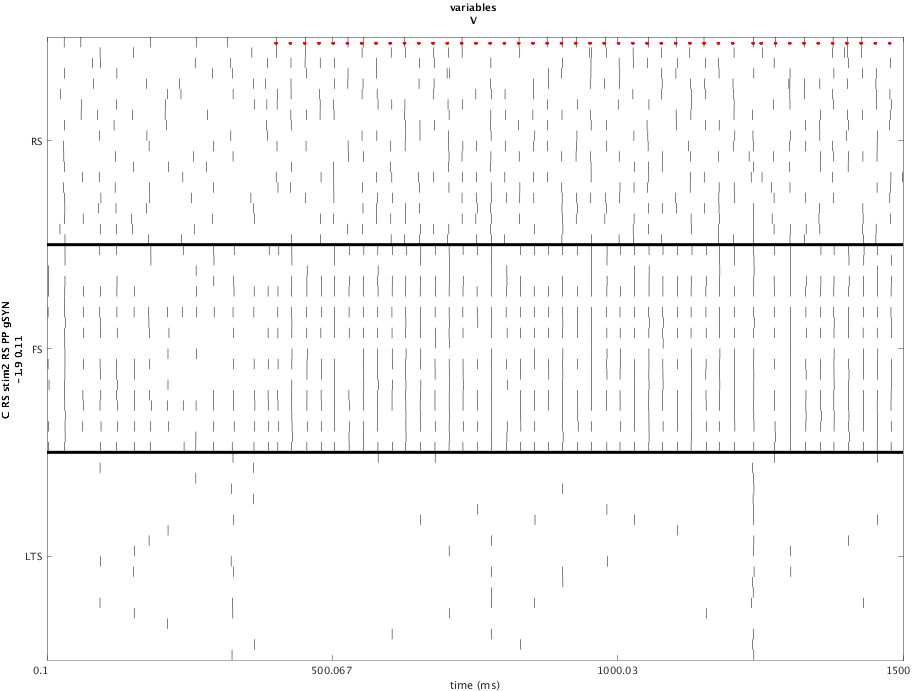 variables
V
RS
FS
LTS
C RS stim2 RS PP gSYN
-1.9 0.11
0.1
500.067
1000.03
1500
time (ms)